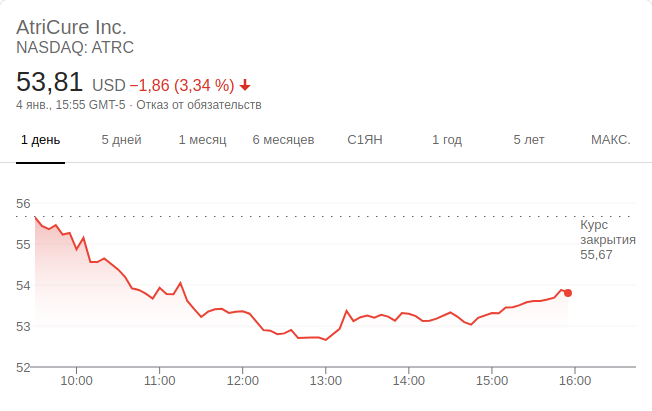 AtriCure Inc.
NASDAQ: ATRC
53,81 USD −1,86 (3,34 %)
4 янв., 15:55 GMT-5 · Отказ от обязательств
1 день 5 дней 1 месяц 6 месяцев С1ЯН 1 год 5 лет МАКС.
56
55
54
53
52
Курс
закрытия
55,67
10:00 11:00 12:00 13:00 14:00 15:00 16:00